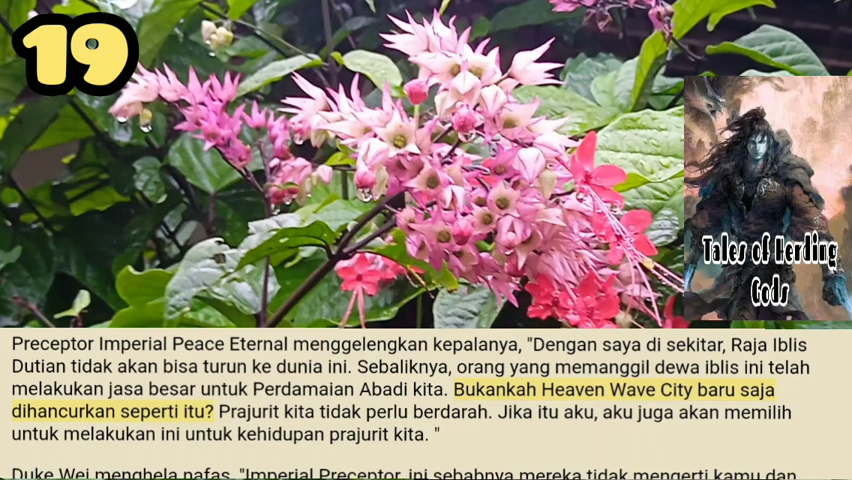 19
Tales of Herding
Gods
Preceptor Imperial Peace Eternal menggelengkan kepalanya, "Dengan saya di sekitar, Raja Iblis
Dutian tidak akan bisa turun ke dunia ini. Sebaliknya, orang yang memanggil dewa iblis ini telah
melakukan jasa besar untuk Perdamaian Abadi kita. Bukankah Heaven Wave City baru saja
dihancurkan seperti itu? Prajurit kita tidak perlu berdarah. Jika itu aku, aku juga akan memilih
untuk melakukan ini untuk kehidupan prajurit kita. "
Duke Wei menghela nafas, "Imperial Preceptor, ini sebabnya mereka tidak mengerti kamu dan